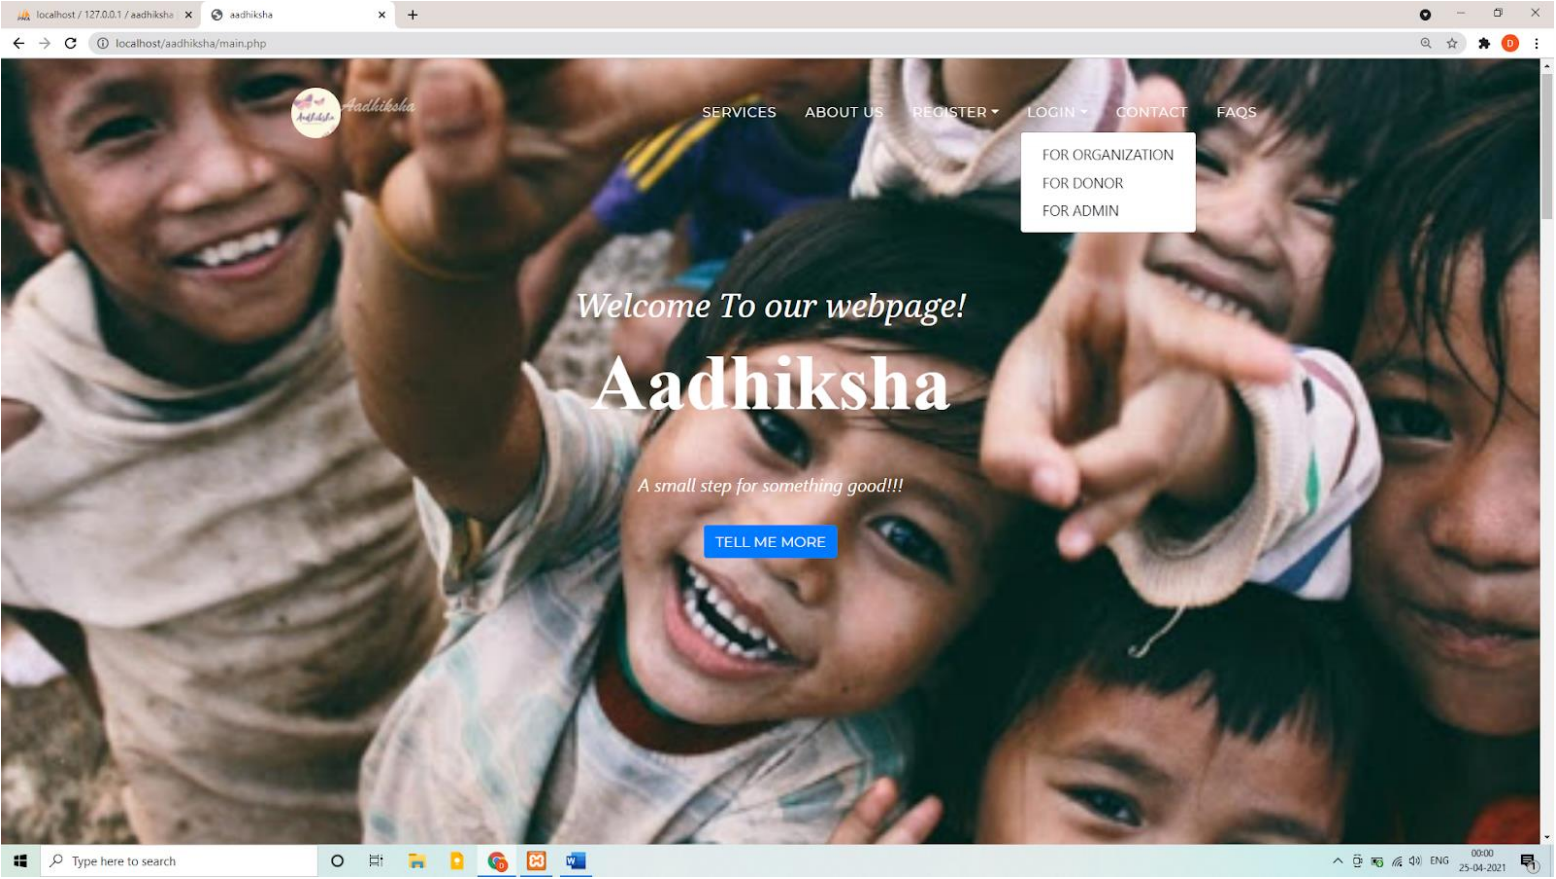 localhost / 127.0.0.1 / aadhiksha
aadhiksha
localhost/aadhiksha/main.php
D
Aadhiksha
Aadhiksha
SERVICES
ABOUT US
REGISTER
LOGIN
CONTACT
FAQS
FOR ORGANIZATION
FOR DONOR
FOR ADMIN
Welcome To our webpage!
Aadhiksha
A small step for something good!!!
TELL ME MORE
Type here to search
ENG
00:00
25-04-2021